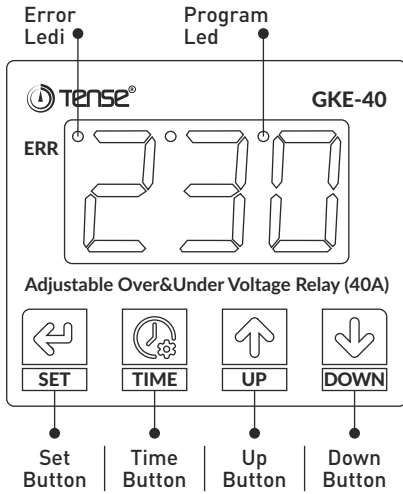 Error Program
Ledi Led
TENSE® GKE-40
ERR 230
Adjustable Over&Under Voltage Relay (40A)
SET TIME UP DOWN
Set Time Up Down
Button Button Button Button